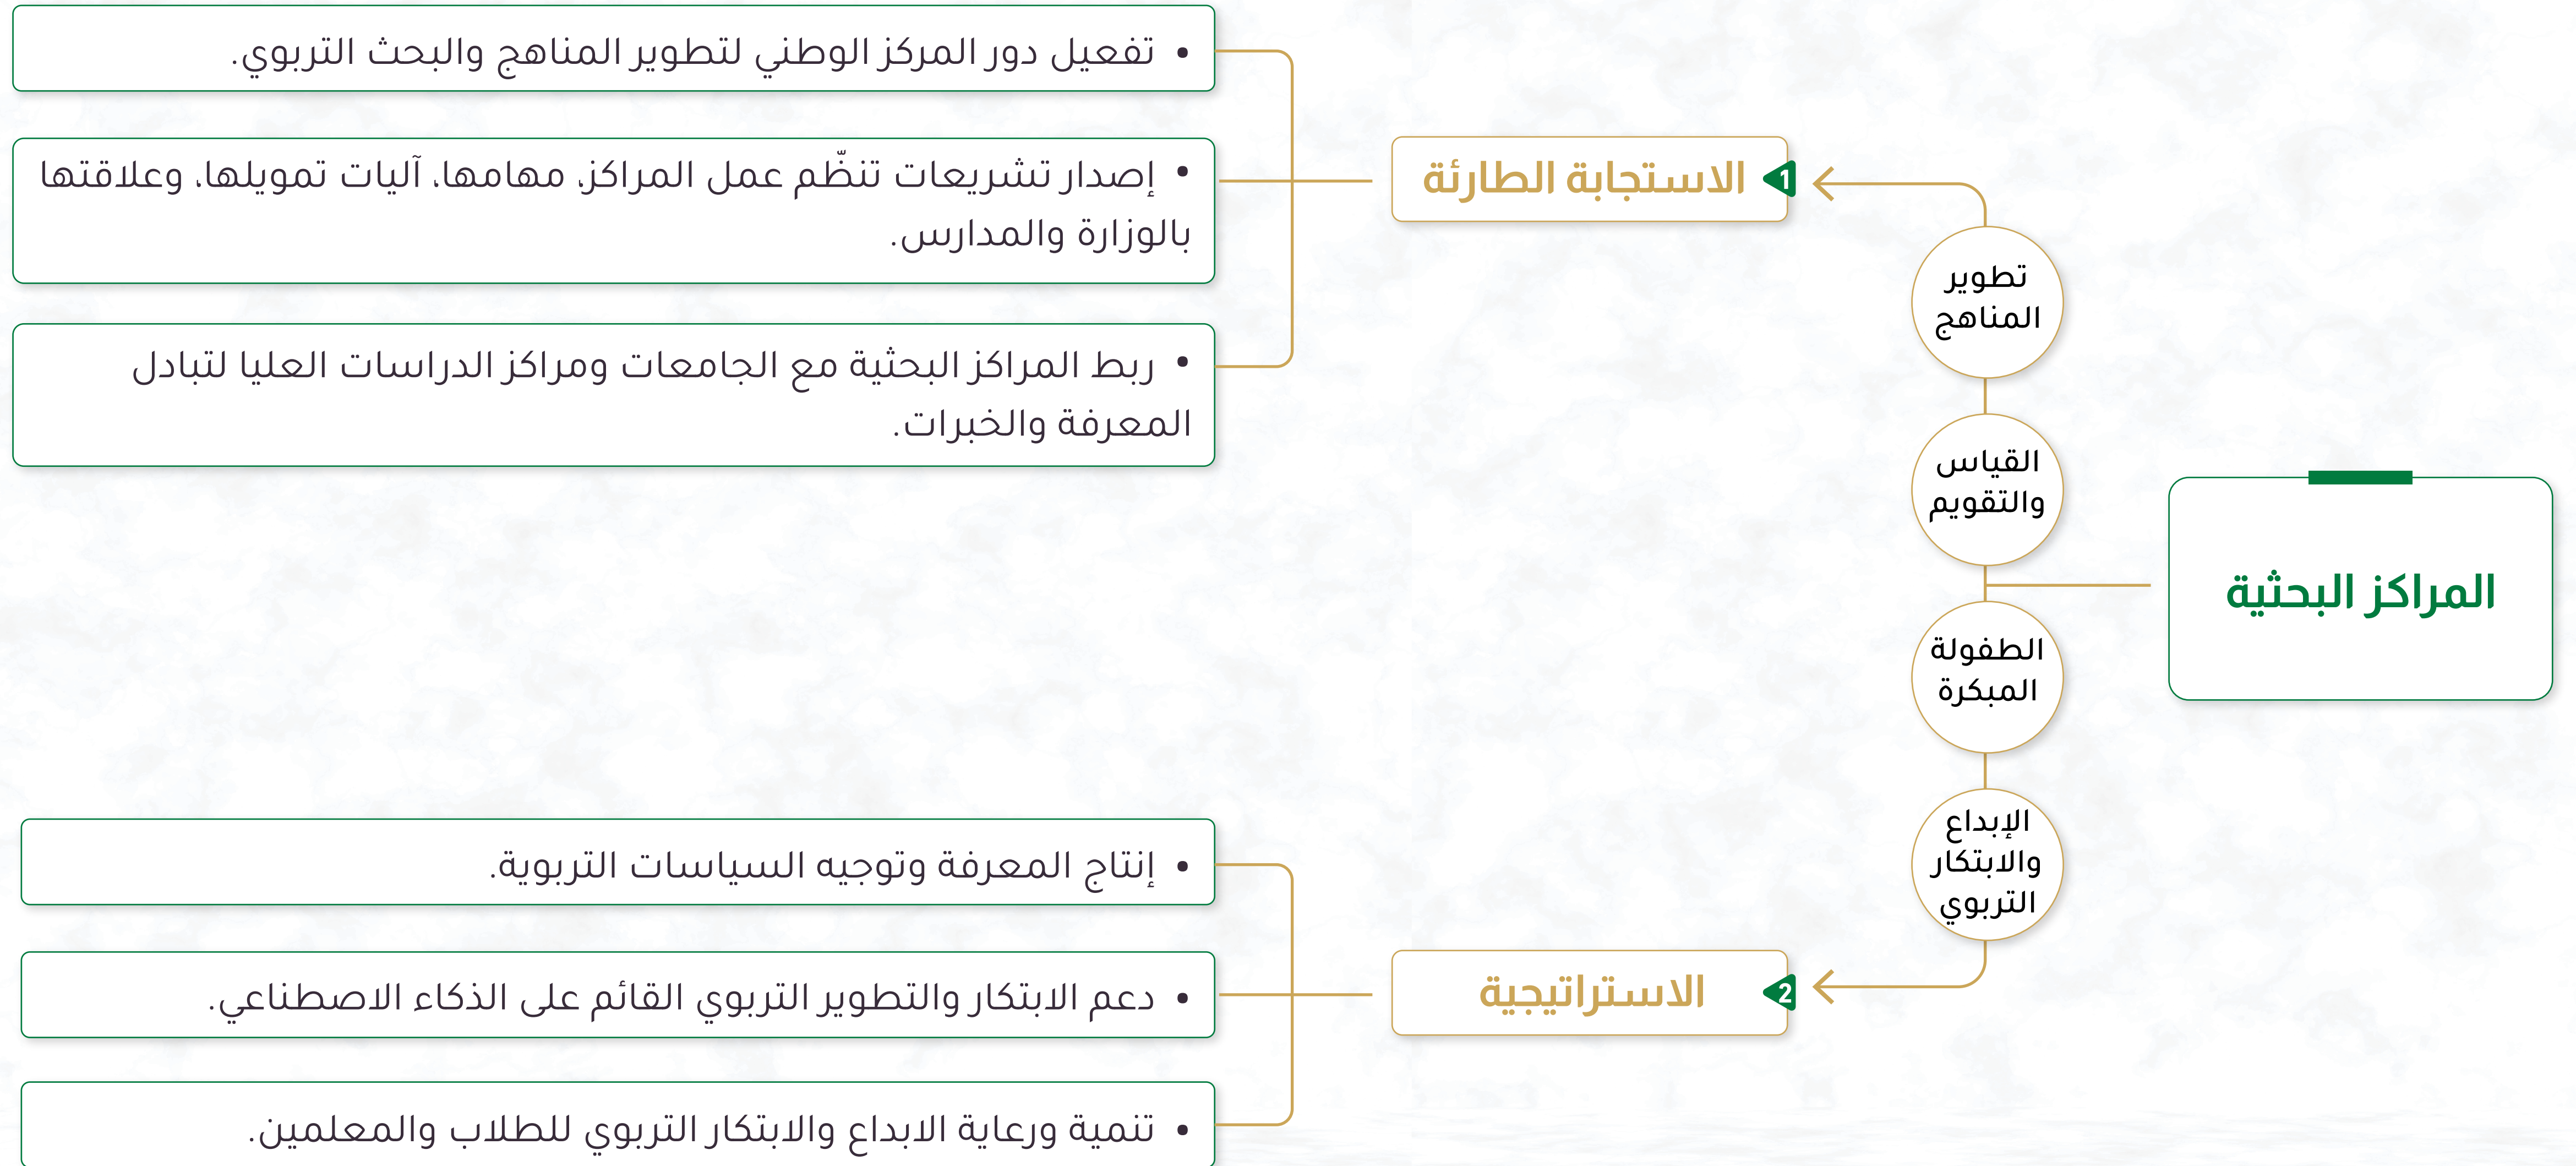 المراكز البحثية
تطوير
المناهج
القياس
والتقويم
الطفولة
المبكرة
الإبداع
والابتكار
التربوي
1
الاستجابة الطارئة
• تفعيل دور المركز الوطني لتطوير المناهج والبحث التربوي.
• إصدار تشريعات تنظّم عمل المراكز، مهامها، آليات تمويلها، وعلاقتها
بالوزارة والمدارس.
• ربط المراكز البحثية مع الجامعات ومراكز الدراسات العليا لتبادل
المعرفة والخبرات.
2
الاستراتيجية
• إنتاج المعرفة وتوجيه السياسات التربوية.
• دعم الابتكار والتطوير التربوي القائم على الذكاء الاصطناعي.
• تنمية ورعاية الابداع والابتكار التربوي للطلاب والمعلمين.